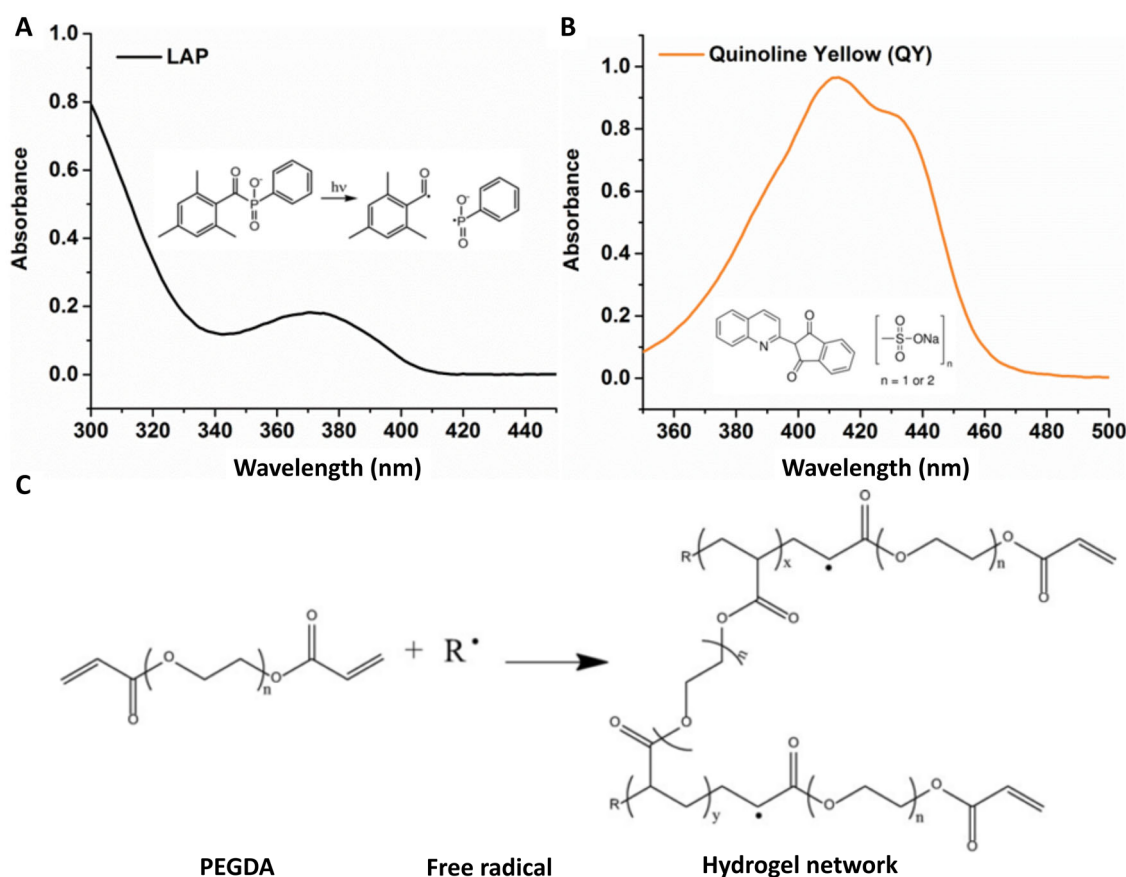 A
LAP
1.0
0.8
0.6
0.4
0.2
0.0
Absorbance
300 320 340 360 380 400 420 440
Wavelength (nm)
O O-
P
O
hν
O
O-
P
O
B
Quinoline Yellow (QY)
1.0
0.8
0.6
0.4
0.2
0.0
Absorbance
360 380 400 420 440 460 480 500
Wavelength (nm)
N
O
O
O
S ONa
O
n
n = 1 or 2
C
O
O
n
O
O
+ R•
R
x
O
O
n
O
O
O
O
n
O
O
R
y
O
O
n
O
O
PEGDA Free radical Hydrogel network